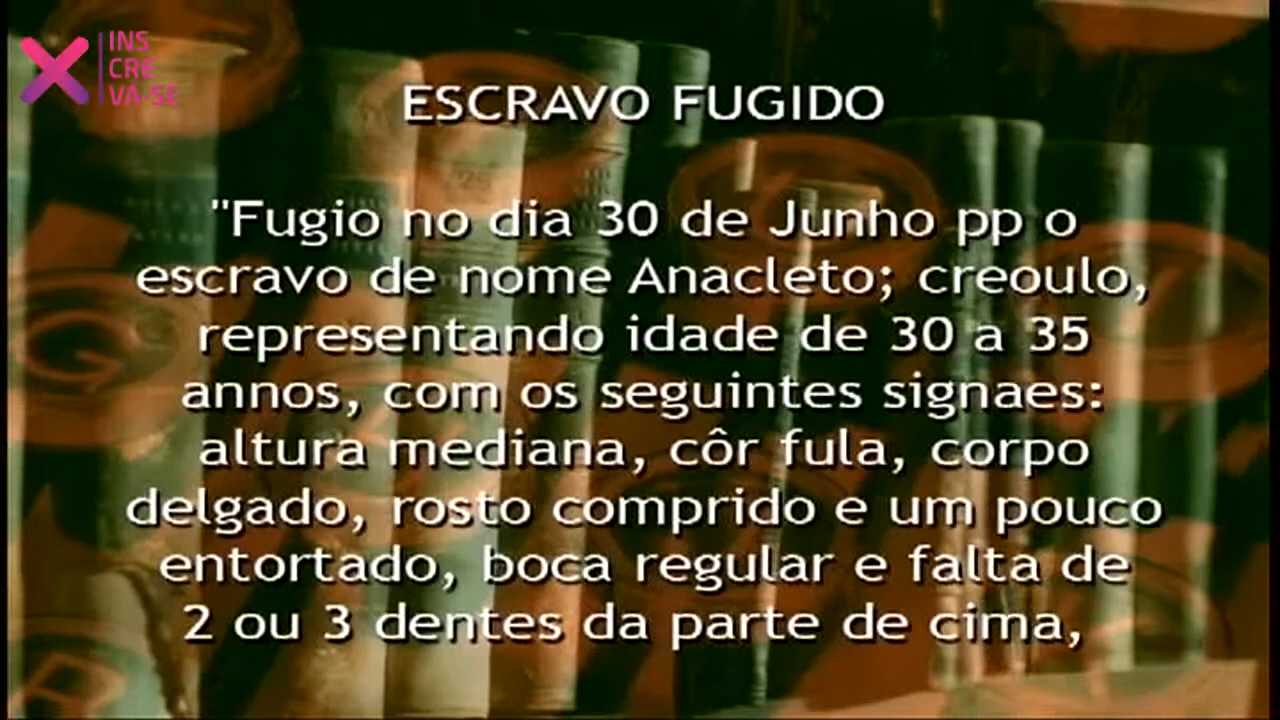 INS
CRE
VA-SE
ESCRAVO FUGIDO
"Fugio no dia 30 de Junho pp o
escravo de nome Anacleto; creoulo,
representando idade de 30 a 35
annos, com os seguintes signaes:
altura mediana, côr fula, corpo
delgado, rosto comprido e um pouco
entortado, boca regular e falta de
2 ou 3 dentes da parte de cima,